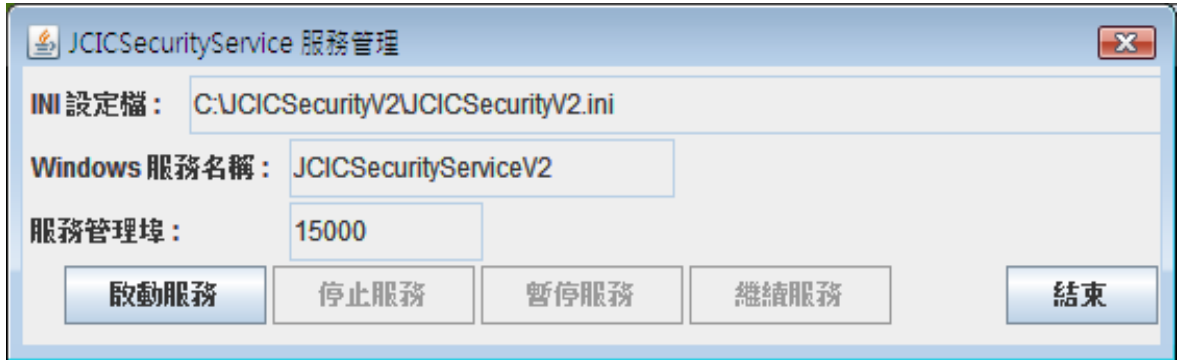 JCICSecurityService 服務管理
INI 設定檔： C:\JCICSecurityV2\JCICSecurityV2.ini
Windows 服務名稱： JCICSecurityServiceV2
服務管理埠： 15000
啟動服務 停止服務 暫停服務 繼續服務 結束